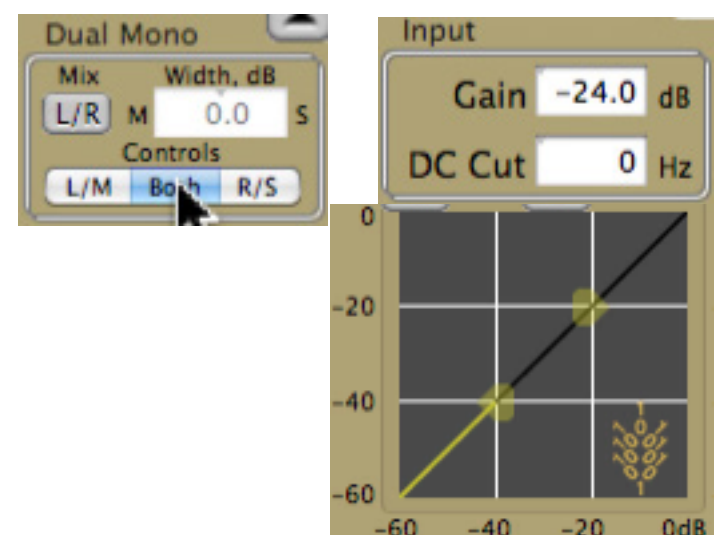 Dual Mono
Mix Width, dB
L/R M 0.0 S
Controls
L/M Both R/S
Input
Gain -24.0 dB
DC Cut 0 Hz
0
-20
-40
-60
-60 -40 -20 0dB